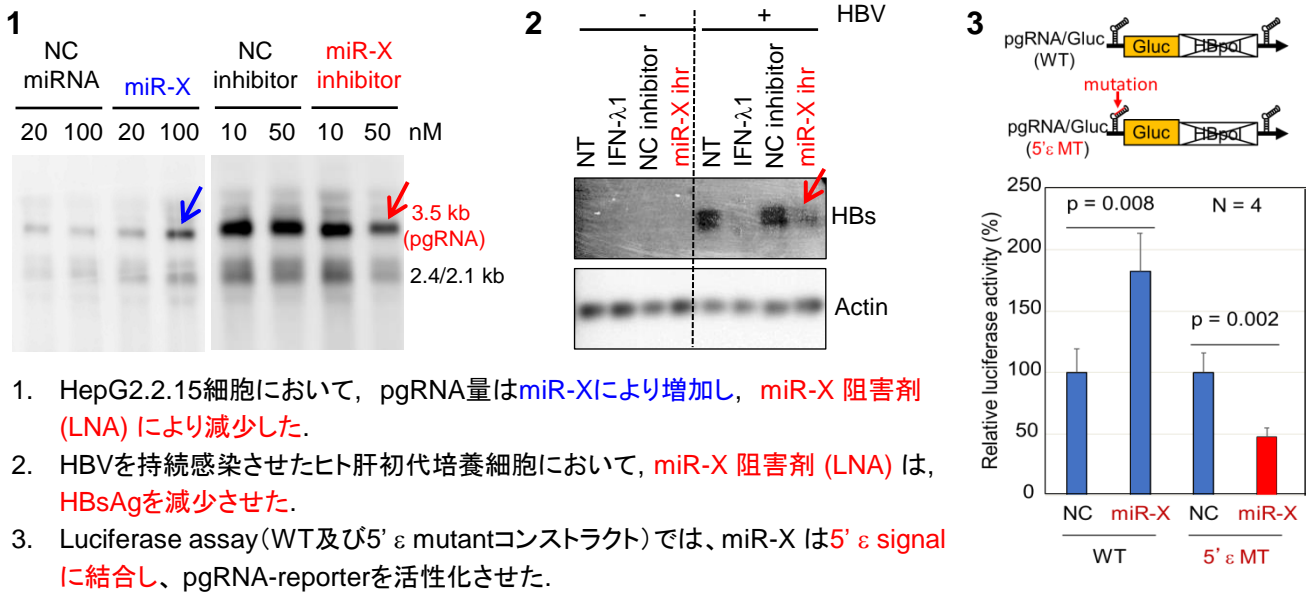 1
NC
miRNA
miR-X
NC
inhibitor
miR-X
inhibitor
20 100 20 100 10 50 10 50 nM
3.5 kb
(pgRNA)
2.4/2.1 kb
2
- + HBV
NT
IFN-λ1
NC inhibitor
miR-X ihr
NT
IFN-λ1
NC inhibitor
miR-X ihr
HBs
Actin
3
pgRNA/Gluc
(WT)
Gluc HBpol
mutation
pgRNA/Gluc
(5'ε MT)
Gluc HBpol
Relative luciferase activity (%)
250
200
150
100
50
0
p = 0.008 N = 4
p = 0.002
NC miR-X NC miR-X
WT 5' ε MT
1. HepG2.2.15細胞において, pgRNA量はmiR-Xにより増加し, miR-X 阻害剤
(LNA) により減少した.
2. HBVを持続感染させたヒト肝初代培養細胞において, miR-X 阻害剤 (LNA) は,
HBsAgを減少させた.
3. Luciferase assay(WT及び5' ε mutantコンストラクト)では、miR-X は5' ε signal
に結合し、pgRNA-reporterを活性化させた.